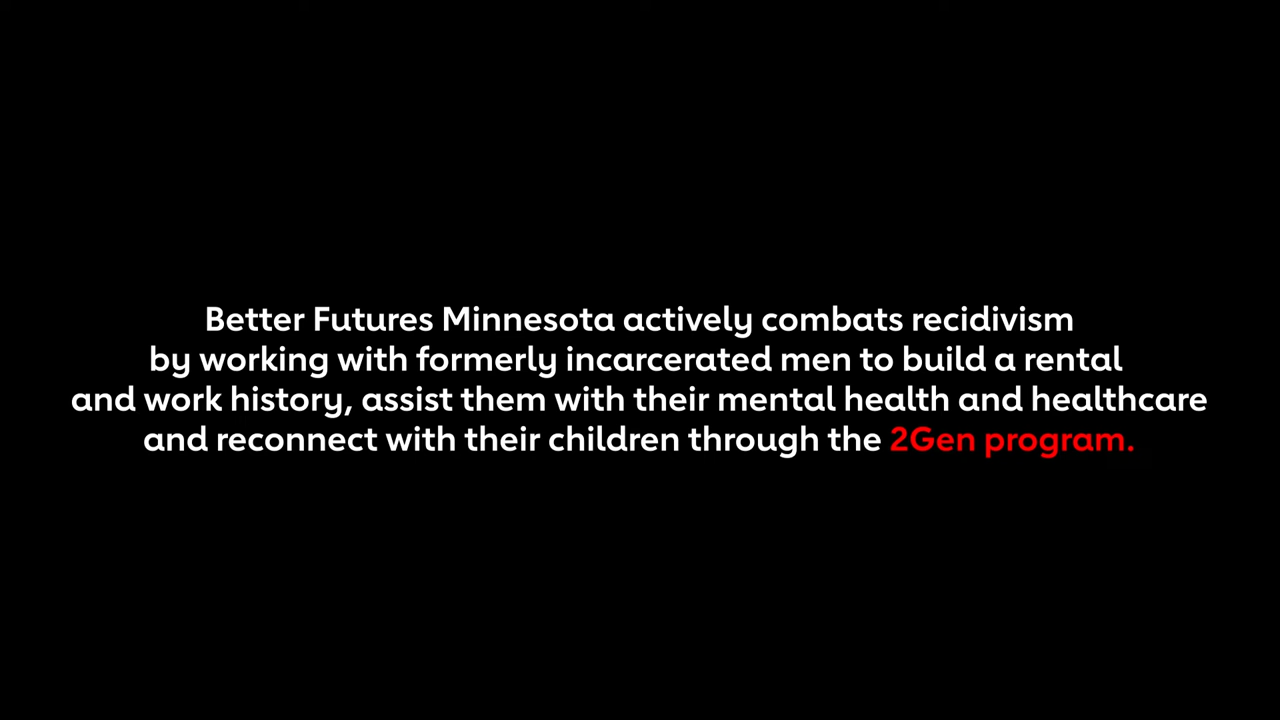 Better Futures Minnesota actively combats recidivism
by working with formerly incarcerated men to build a rental
and work history, assist them with their mental health and healthcare
and reconnect with their children through the 2Gen program.